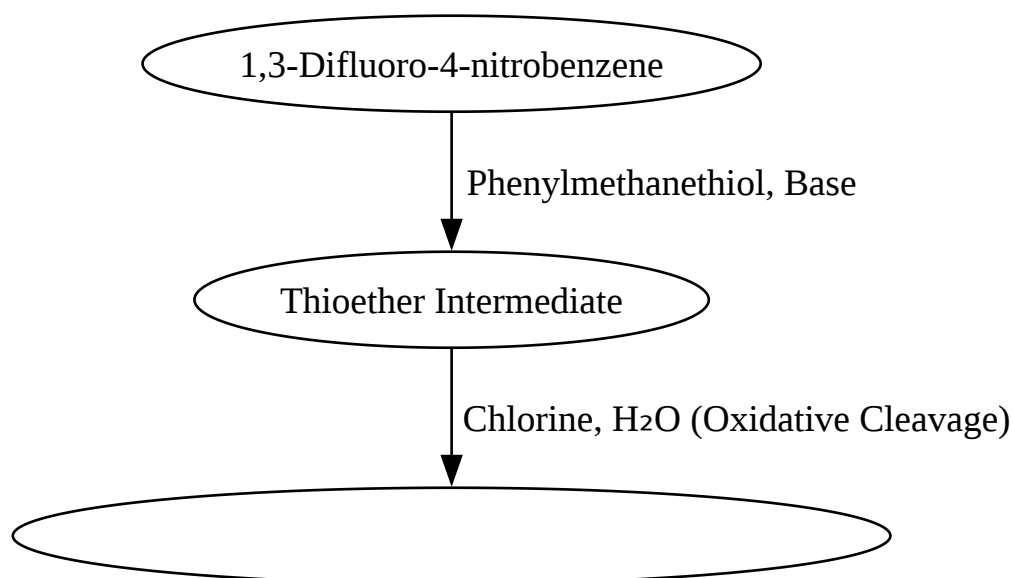 1,3-Difluoro-4-nitrobenzene
Phenylmethanethiol, Base
Thioether Intermediate
Chlorine, H₂O (Oxidative Cleavage)